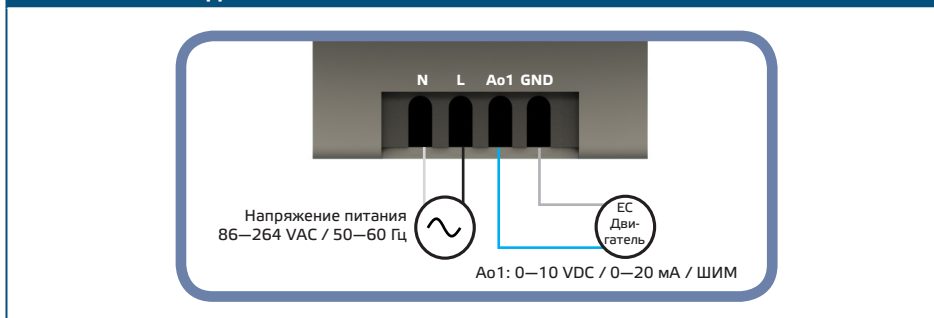 N L Ao1 GND
Напряжение питания
86—264 VAC / 50—60 Гц
EC
Дви-
гатель
Ao1: 0—10 VDC / 0—20 мА / ШИМ